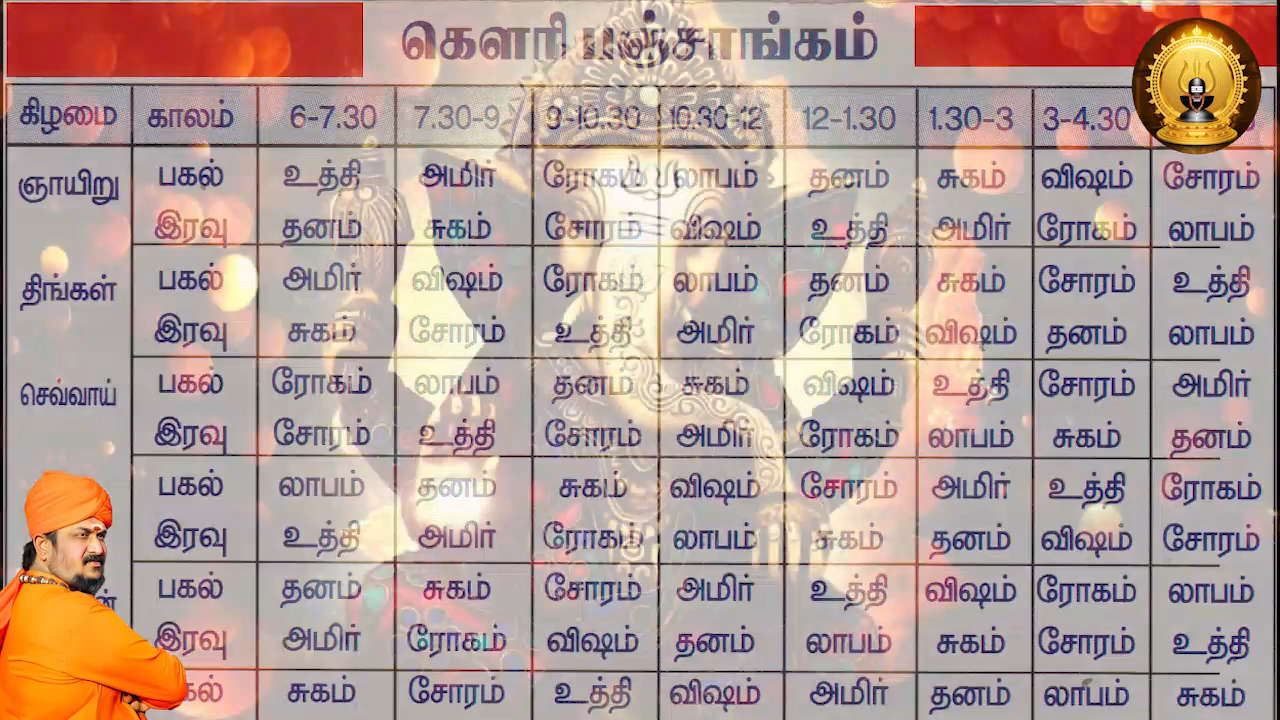 கௌரி பஞ்சாங்கம்
கிழமை காலம் 6-7.30 7.30-9 9-10.30 10.30-12 12-1.30 1.30-3 3-4.30
ஞாயிறு பகல் உத்தி அமிர் ரோகம் லாபம் தனம் சுகம் விஷம் சோரம்
இரவு தனம் சுகம் சோரம் விஷம் உத்தி அமிர் ரோகம் லாபம்
திங்கள் பகல் அமிர் விஷம் ரோகம் லாபம் தனம் சுகம் சோரம் உத்தி
இரவு சுகம் சோரம் உத்தி அமிர் ரோகம் விஷம் தனம் லாபம்
செவ்வாய் பகல் ரோகம் லாபம் தனம் சுகம் விஷம் உத்தி சோரம் அமிர்
இரவு சோரம் உத்தி சோரம் அமிர் ரோகம் லாபம் சுகம் தனம்
பகல் லாபம் தனம் சுகம் விஷம் சோரம் அமிர் உத்தி ரோகம்
இரவு உத்தி அமிர் ரோகம் லாபம் சுகம் தனம் விஷம் சோரம்
பகல் தனம் சுகம் சோரம் அமிர் உத்தி விஷம் ரோகம் லாபம்
இரவு அமிர் ரோகம் விஷம் தனம் லாபம் சுகம் சோரம் உத்தி
சுகம் சோரம் உத்தி விஷம் அமிர் தனம் லாபம் சுகம்